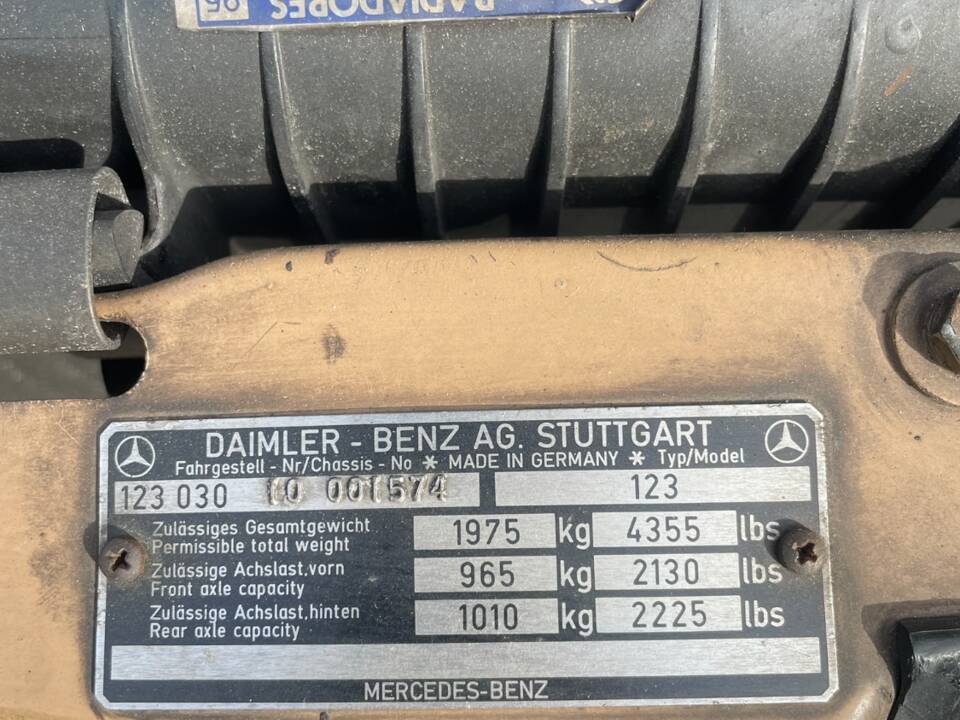 RADIADORES 85
DAIMLER - BENZ AG. STUTTGART
Fahrgestell - Nr/Chassis - No * MADE IN GERMANY * Typ/Model
123 030 10 001574 123
Zulässiges Gesamtgewicht
Permissible total weight 1975 kg 4355 lbs
Zulässige Achslast,vorn
Front axle capacity 965 kg 2130 lbs
Zulässige Achslast,hinten
Rear axle capacity 1010 kg 2225 lbs
MERCEDES-BENZ